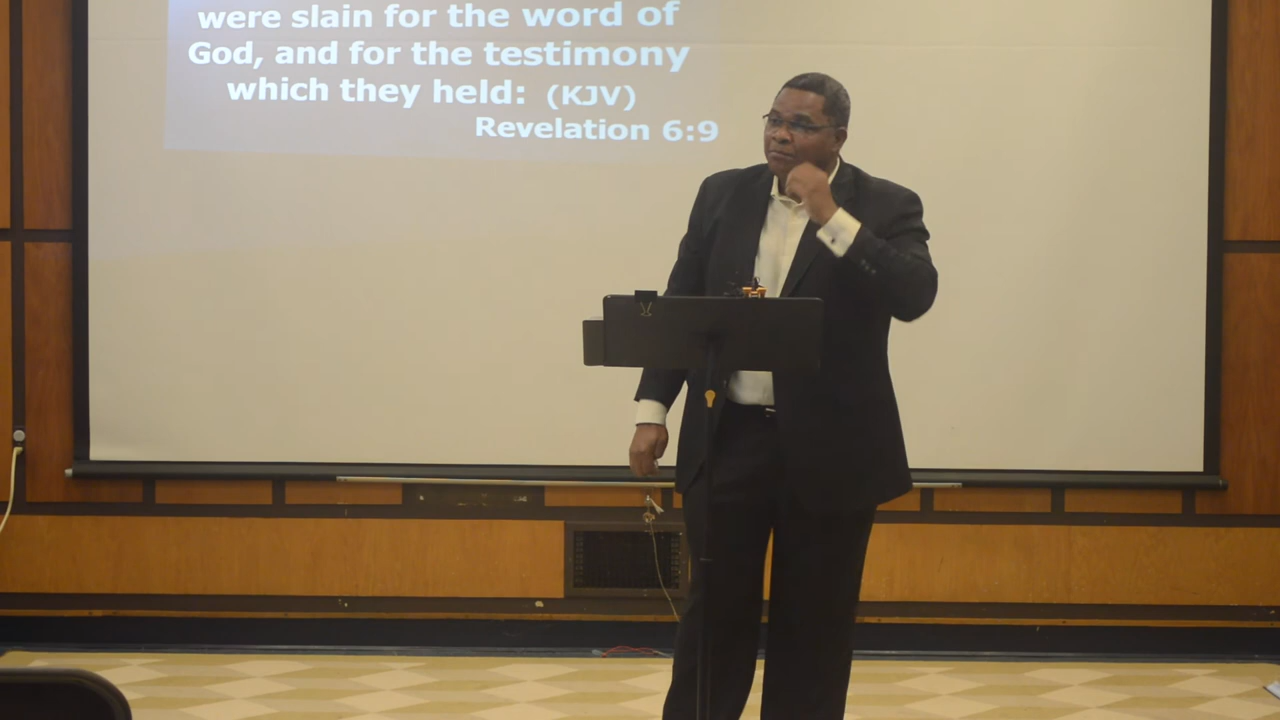 were slain for the word of
God, and for the testimony
which they held: (KJV)
Revelation 6:9